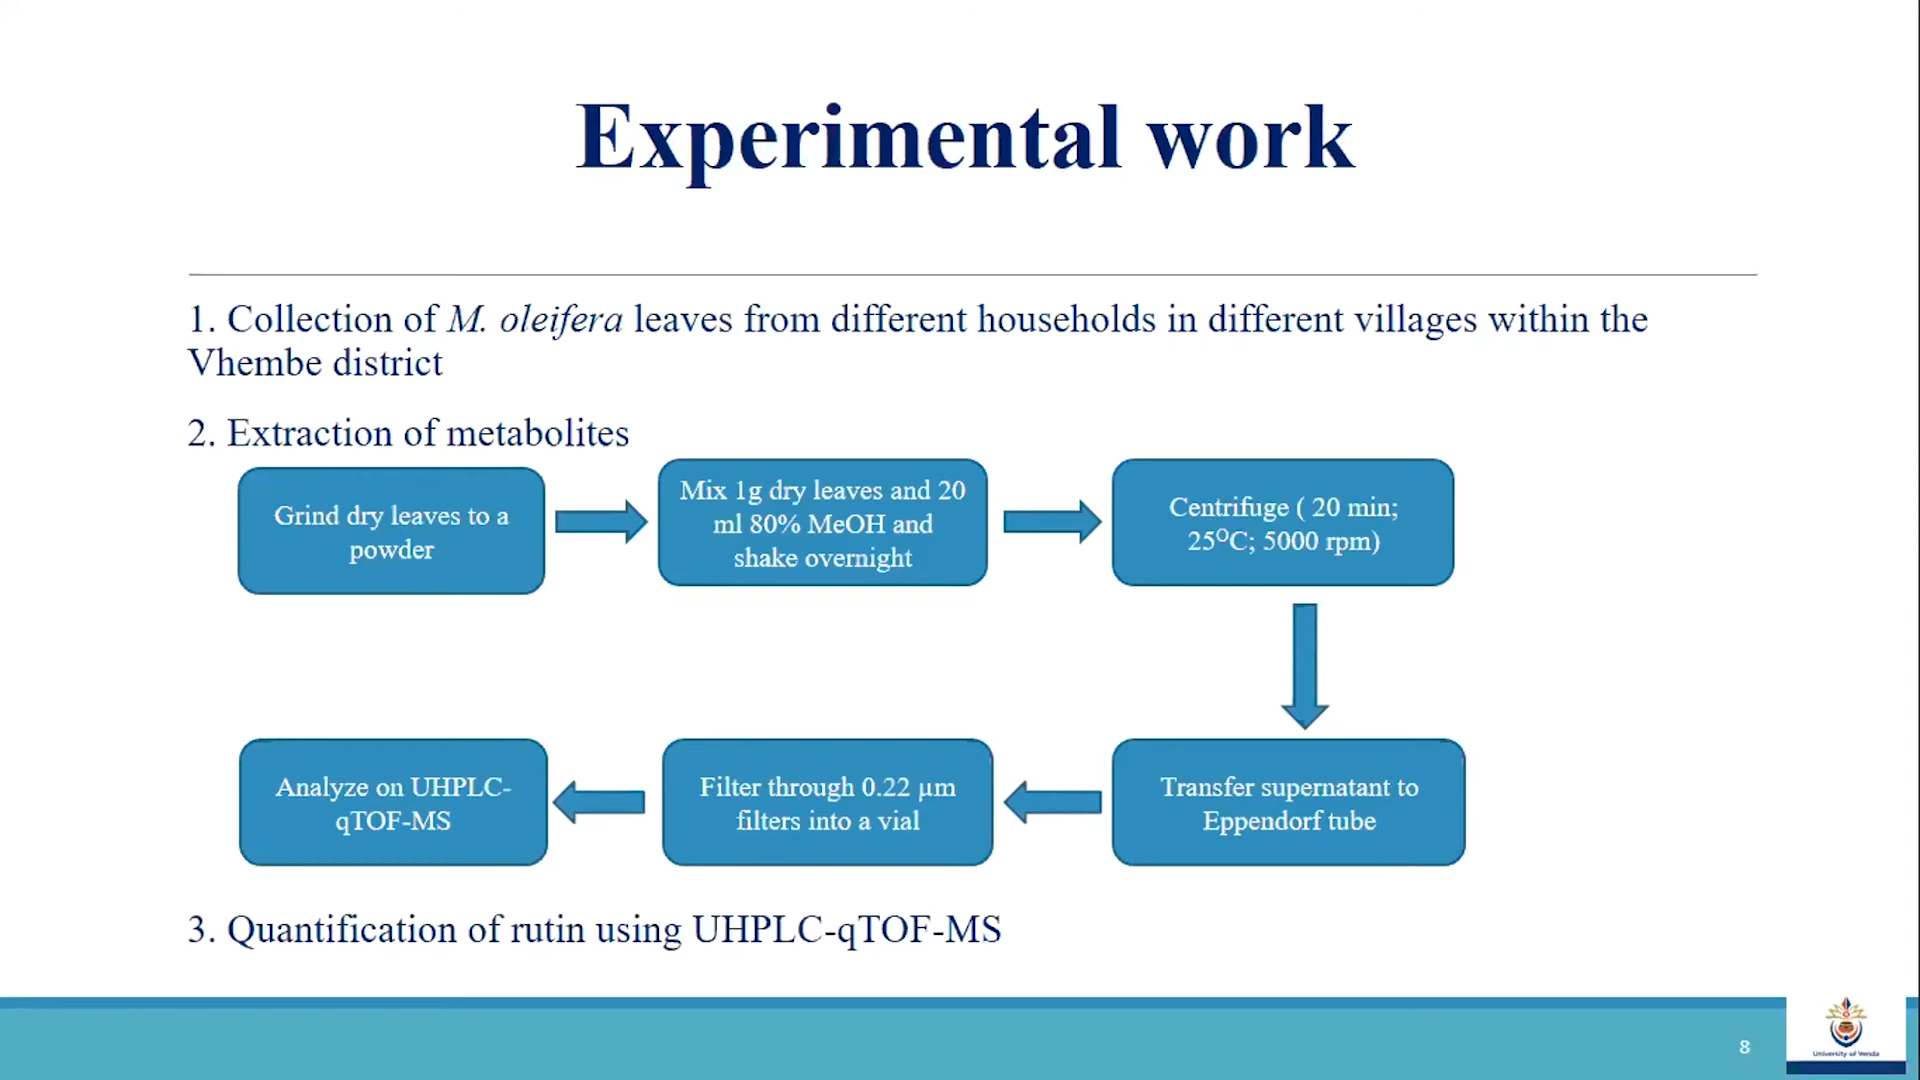 Experimental work
1. Collection of M. oleifera leaves from different households in different villages within the
Vhembe district
2. Extraction of metabolites
Grind dry leaves to a
powder
Mix 1g dry leaves and 20
ml 80% MeOH and
shake overnight
Centrifuge ( 20 min;
25ᴼC; 5000 rpm)
Transfer supernatant to
Eppendorf tube
Filter through 0.22 µm
filters into a vial
Analyze on UHPLC-
qTOF-MS
3. Quantification of rutin using UHPLC-qTOF-MS
8
University of Venda